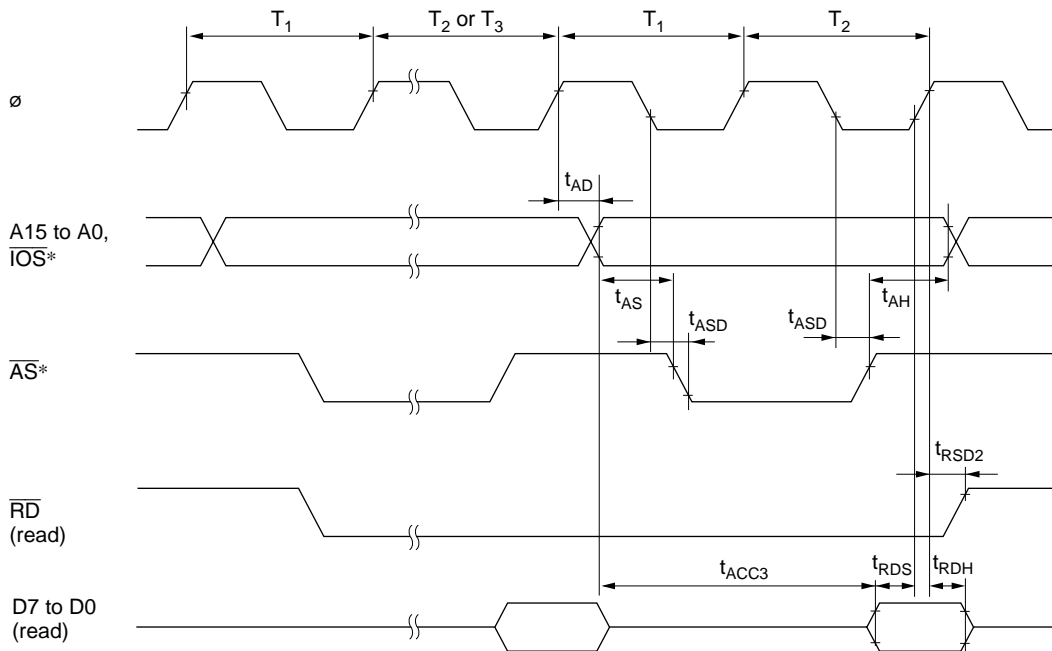 T1 T2 or T3 T1 T2
ø
tAD
A15 to A0,
IOS*
tAS tAH
tASD tASD
AS*
tRSD2
RD
(read)
tACC3 tRDS tRDH
D7 to D0
(read)